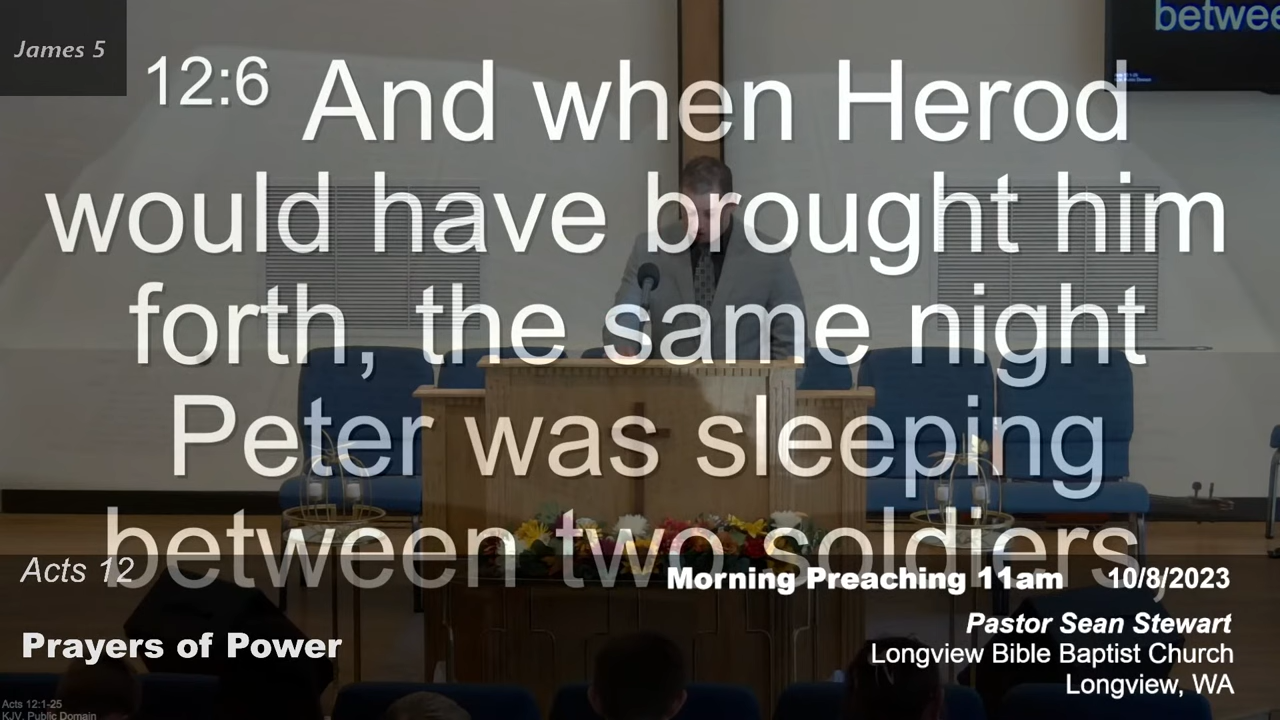 James 5
betwee
12:6 And when Herod
would have brought him
forth, the same night
Peter was sleeping
between two soldiers,
Acts 12
Morning Preaching 11am 10/8/2023
Prayers of Power
Pastor Sean Stewart
Longview Bible Baptist Church
Longview, WA
Acts 12:1-25
KJV, Public Domain